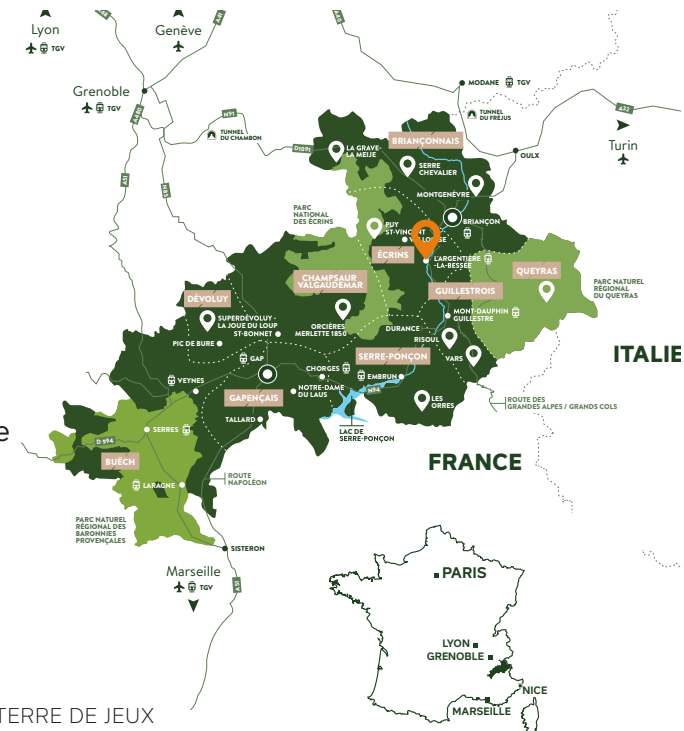 Lyon
TGV
Genève
A41
A43
Grenoble
TGV
A480
N91
TUNNEL
DU CHAMBON
D1091
A51
N85
MODANE
TGV
TUNNEL
DU FRÉJUS
A32
Turin
OULX
BRIANÇONNAIS
LA GRAVE-
LA MEIJE
SERRE
CHEVALIER
MONTGENÈVRE
BRIANÇON
PARC
NATIONAL
DES ÉCRINS
PUY
ST-VINCENT
ÉCRINS
L'ARGENTIÈRE
-LA-BESSÉE
QUEYRAS
PARC NATUREL
RÉGIONAL
DU QUEYRAS
CHAMPSAUR
VALGAUDEMAR
GUILLESTROIS
DÉVOLUY
SUPERDÉVOLUY -
LA JOUE DU LOUP
ST-BONNET
PIC DE BURE
ORCIÈRES
MERLETTE 1850
MONT-DAUPHIN
GUILLESTRE
DURANCE
RISOUL
VARS
ITALIE
GAP
SERRE-PONÇON
CHORGES
EMBRUN
VEYNES
GAPENÇAIS
NOTRE-DAME
DU LAUS
N94
LES
ORRES
ROUTE DES
GRANDES ALPES / GRANDS COLS
TALLARD
LAC DE
SERRE-PONÇON
SERRES
D 994
e
BUËCH
LARAGNE
ROUTE
NAPOLÉON
FRANCE
PARC NATUREL
RÉGIONAL DES
BARONNIES
PROVENÇALES
SISTERON
Marseille
TGV
A51
PARIS
LYON
GRENOBLE
NICE
MARSEILLE
TERRE DE JEUX